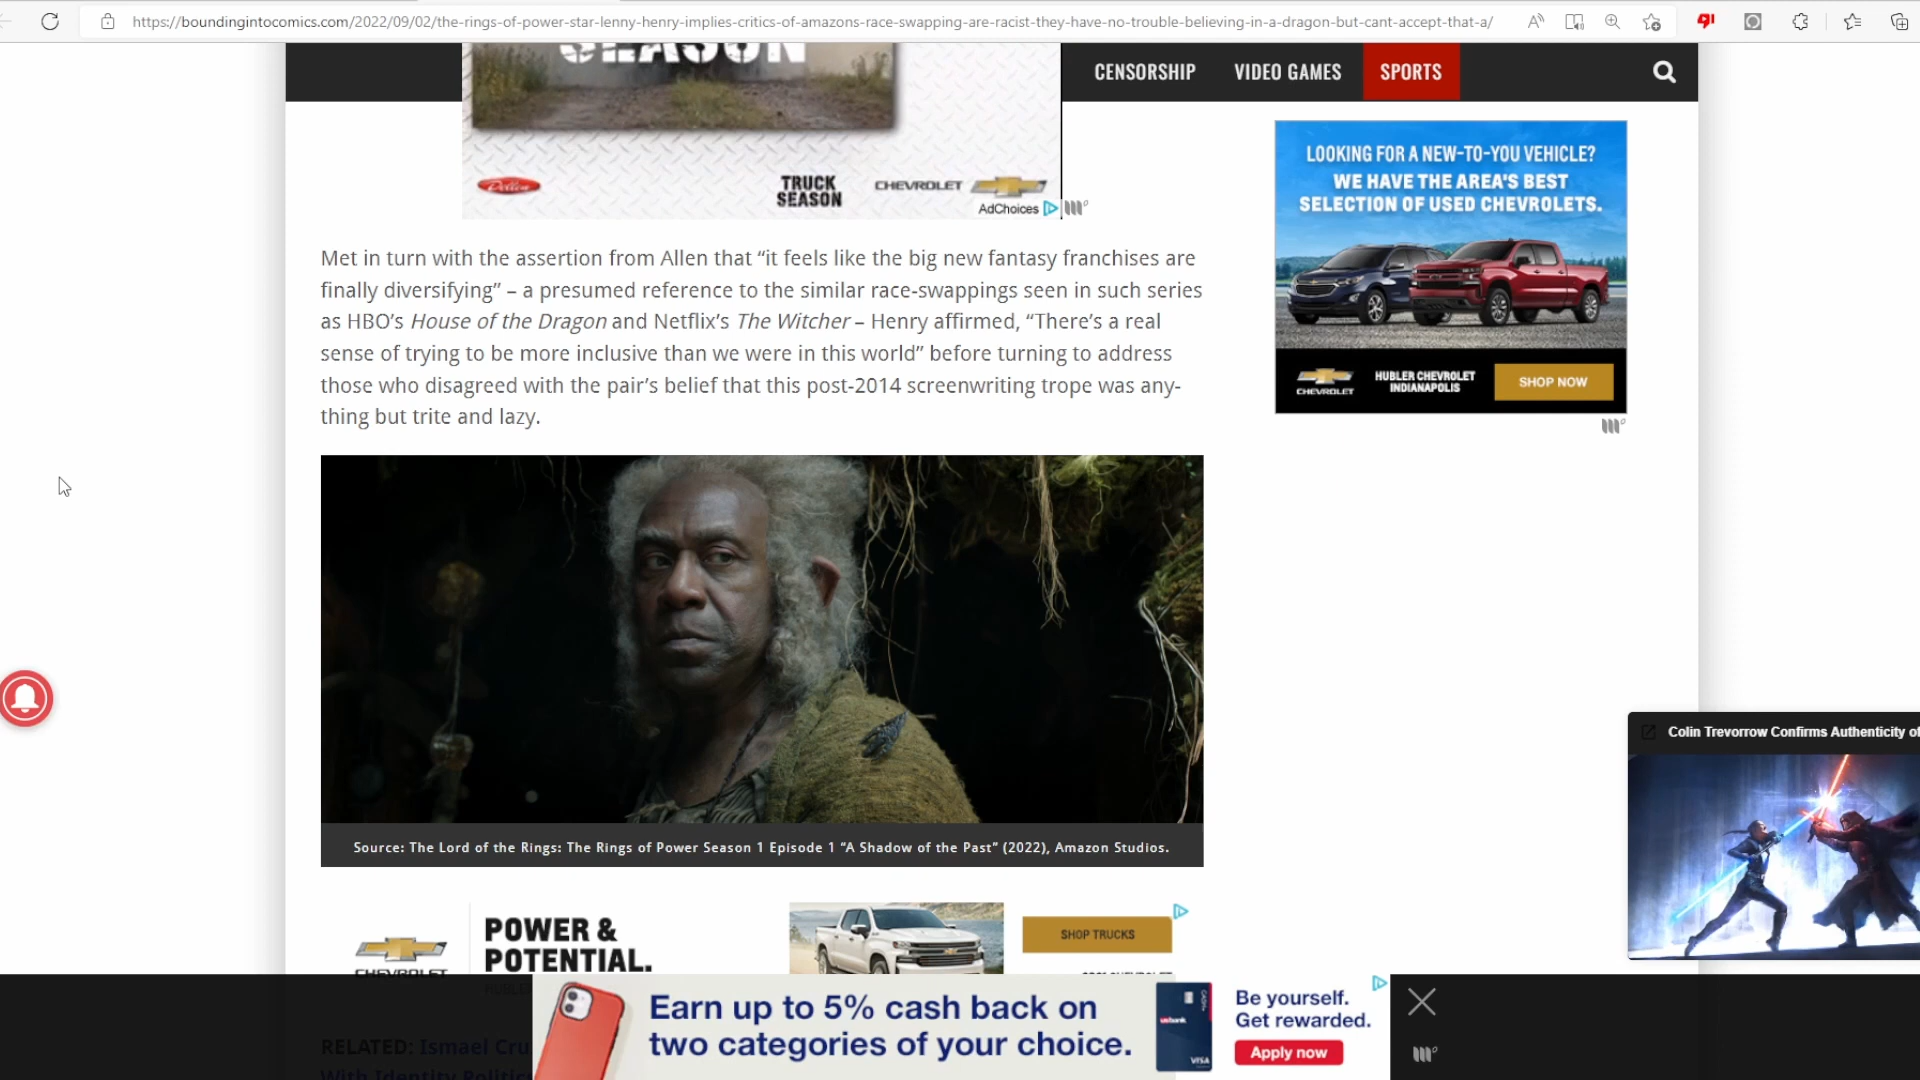 https://boundingintocomics.com/2022/09/02/the-rings-of-power-star-lenny-henry-implies-critics-of-amazons-race-swapping-are-racist-they-have-no-trouble-believing-in-a-dragon-but-cant-accept-that-a/
SEASON
CENSORSHIP
VIDEO GAMES
SPORTS
TRUCK
SEASON
CHEVROLET
AdChoices
LOOKING FOR A NEW-TO-YOU VEHICLE?
WE HAVE THE AREA'S BEST
SELECTION OF USED CHEVROLETS.
CHEVROLET
HUBLER CHEVROLET
INDIANAPOLIS
SHOP NOW
Met in turn with the assertion from Allen that “it feels like the big new fantasy franchises are
finally diversifying” – a presumed reference to the similar race-swappings seen in such series
as HBO’s House of the Dragon and Netflix’s The Witcher – Henry affirmed, “There’s a real
sense of trying to be more inclusive than we were in this world” before turning to address
those who disagreed with the pair’s belief that this post-2014 screenwriting trope was any-
thing but trite and lazy.
Source: The Lord of the Rings: The Rings of Power Season 1 Episode 1 “A Shadow of the Past” (2022), Amazon Studios.
Colin Trevorrow Confirms Authenticity of
CHEVROLET
POWER &
POTENTIAL.
SHOP TRUCKS
Earn up to 5% cash back on
two categories of your choice.
usbank
VISA
Be yourself.
Get rewarded.
Apply now
RELATED: Ismael Cru
With Identity Politic